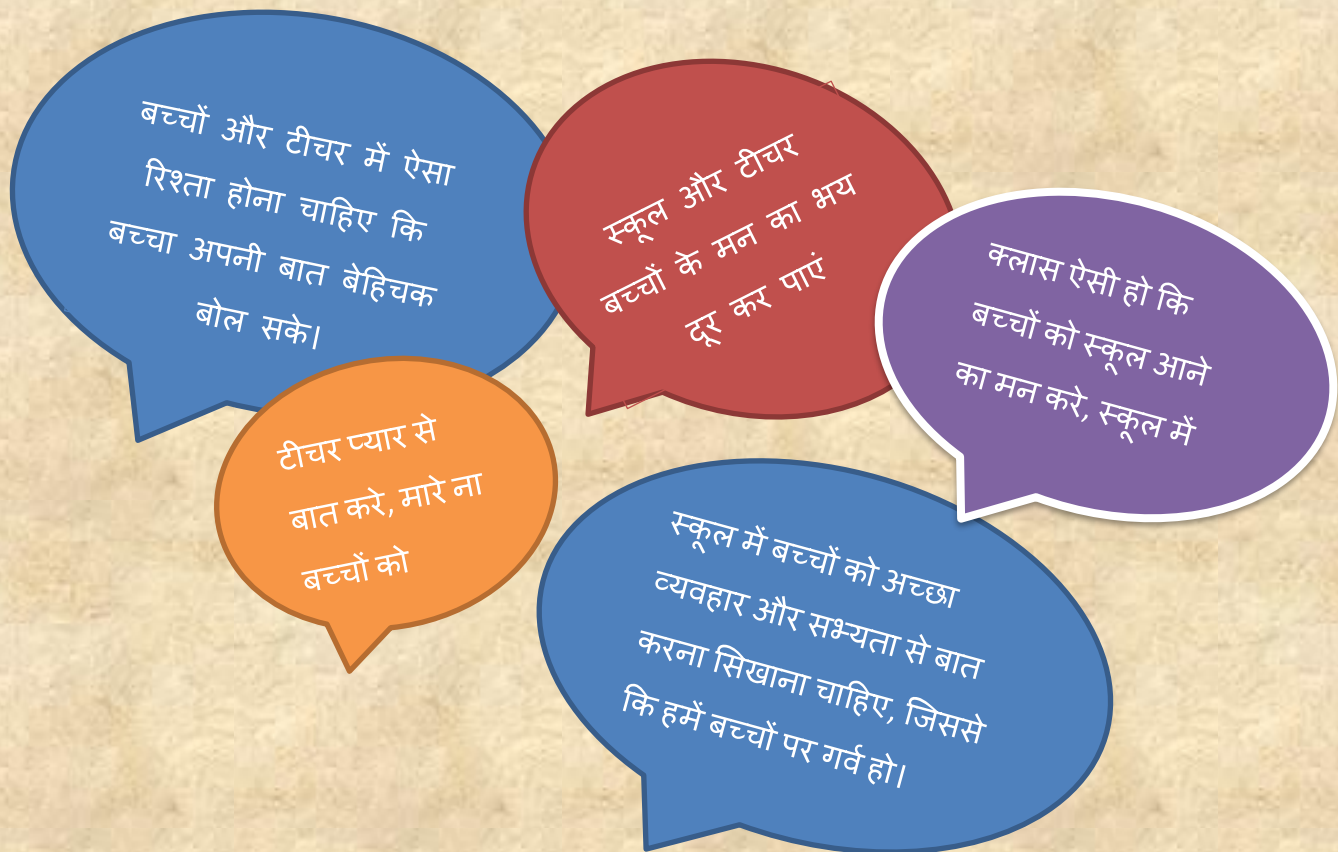 बच्चों और टीचर में ऐसा
रिश्ता होना चाहिए कि
बच्चा अपनी बात बेहिचक
बोल सके।
स्कूल और टीचर
बच्चों के मन का भय
दूर कर पाएं
क्लास ऐसी हो कि
बच्चों को स्कूल आने
का मन करे, स्कूल में
टीचर प्यार से
बात करे, मारे ना
बच्चों को
स्कूल में बच्चों को अच्छा
व्यवहार और सभ्यता से बात
करना सिखाना चाहिए, जिससे
कि हमें बच्चों पर गर्व हो।